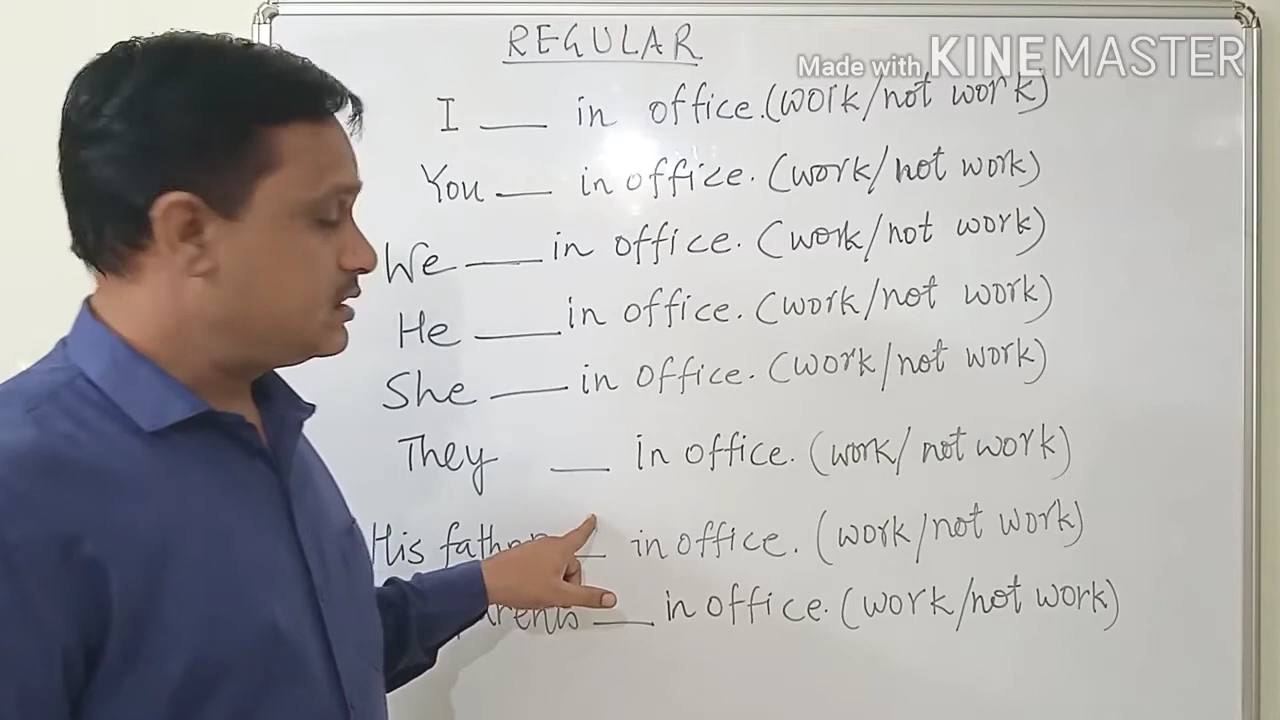 REGULAR
Made with KINEMASTER
I ___ in office.(work/not work)
You ___ in office. (work/not work)
We ___ in office. (work/not work)
He ___ in office. (work/not work)
She ___ in office. (work/not work)
They ___ in office. (work/not work)
His father ___ in office. (work/not work)
parents ___ in office. (work/not work)